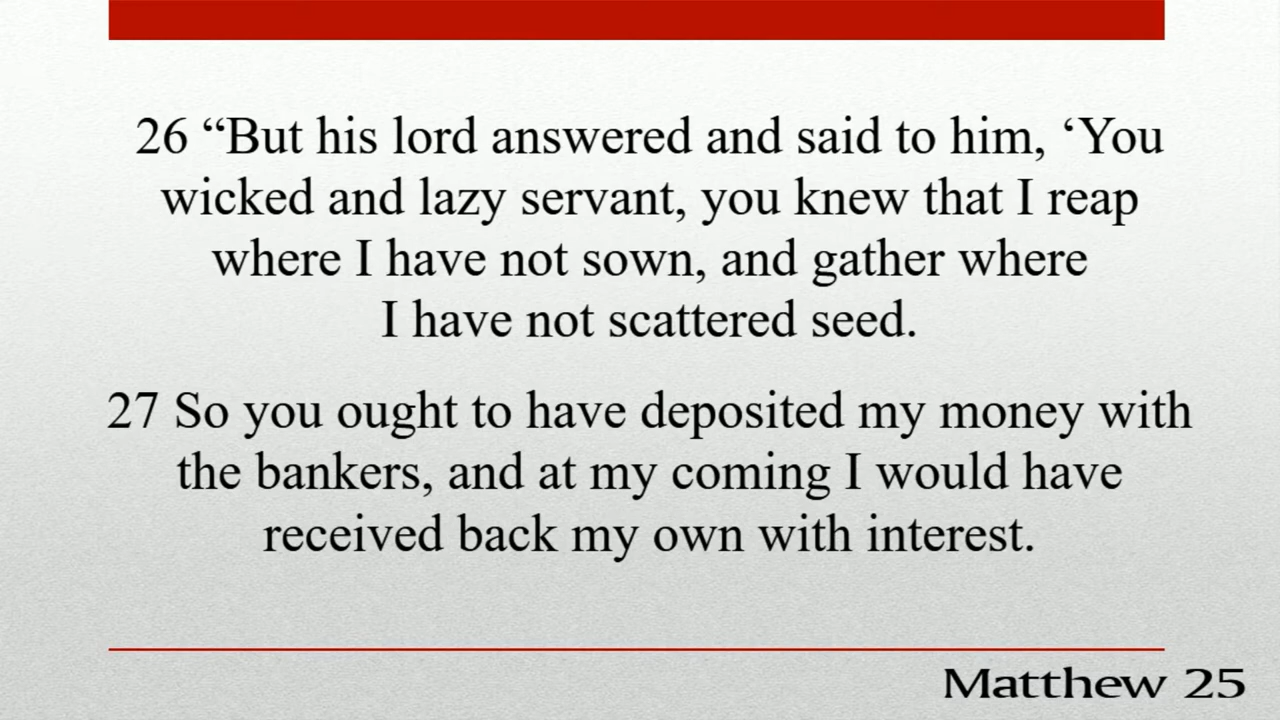 26 “But his lord answered and said to him, ‘You
wicked and lazy servant, you knew that I reap
where I have not sown, and gather where
I have not scattered seed.
27 So you ought to have deposited my money with
the bankers, and at my coming I would have
received back my own with interest.
Matthew 25